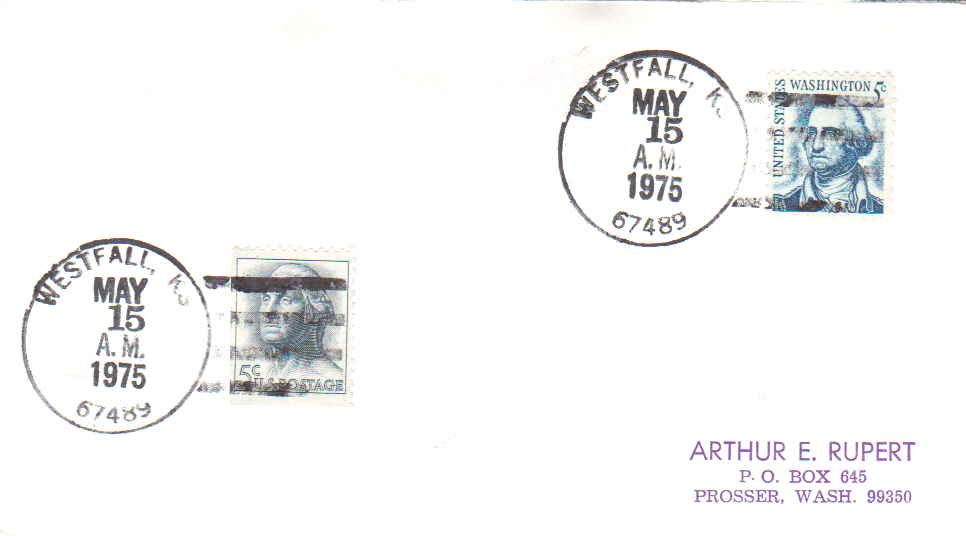 WESTFALL, K
MAY
15
A. M.
1975
67489
UNITED STATES
WASHINGTON 5c
WESTFALL, KS
MAY
15
A. M.
1975
67489
5c
U.S. POSTAGE
ARTHUR E. RUPERT
P. O. BOX 645
PROSSER, WASH. 99350